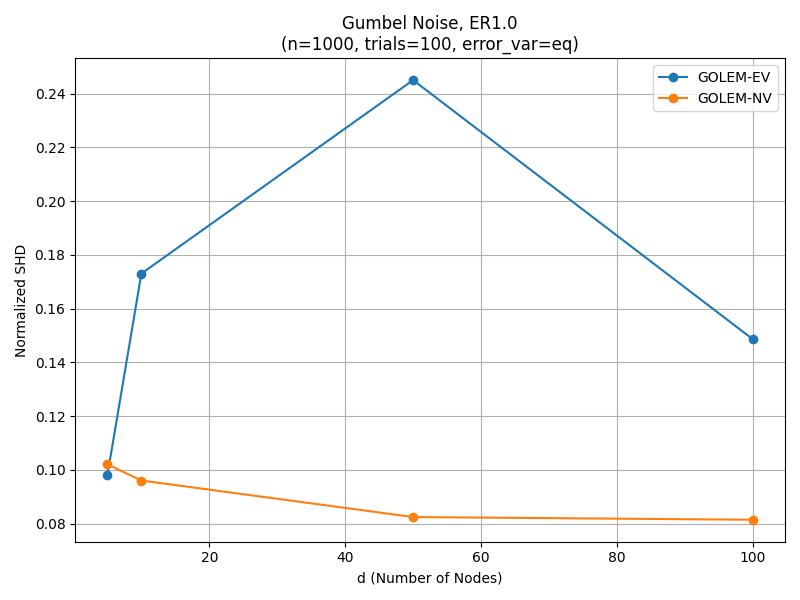 Gumbel Noise, ER1.0
(n=1000, trials=100, error_var=eq)
GOLEM-EV
GOLEM-NV
Normalized SHD
0.24
0.22
0.20
0.18
0.16
0.14
0.12
0.10
0.08
20
40
60
80
100
d (Number of Nodes)